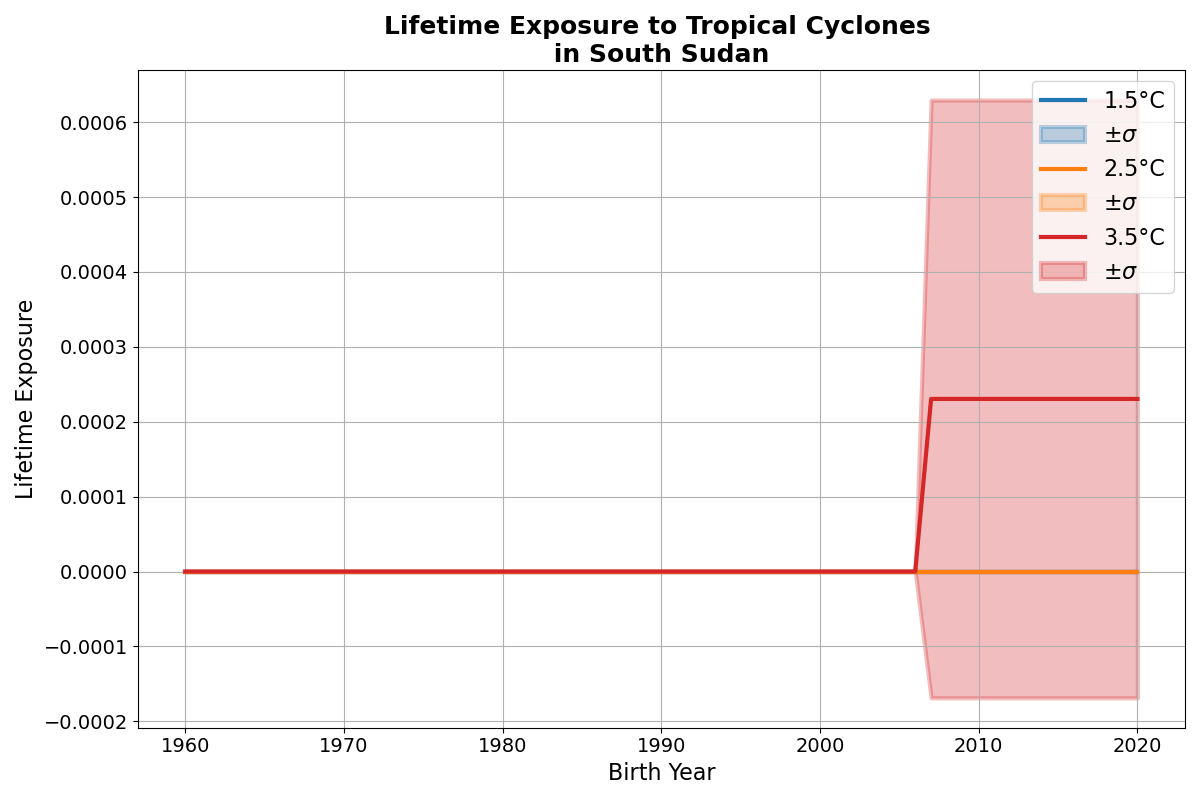 Lifetime Exposure to Tropical Cyclones
in South Sudan
1.5°C
±σ
2.5°C
±σ
3.5°C
±σ
0.0006
0.0005
0.0004
0.0003
0.0002
0.0001
0.0000
−0.0001
−0.0002
Lifetime Exposure
1960 1970 1980 1990 2000 2010 2020
Birth Year